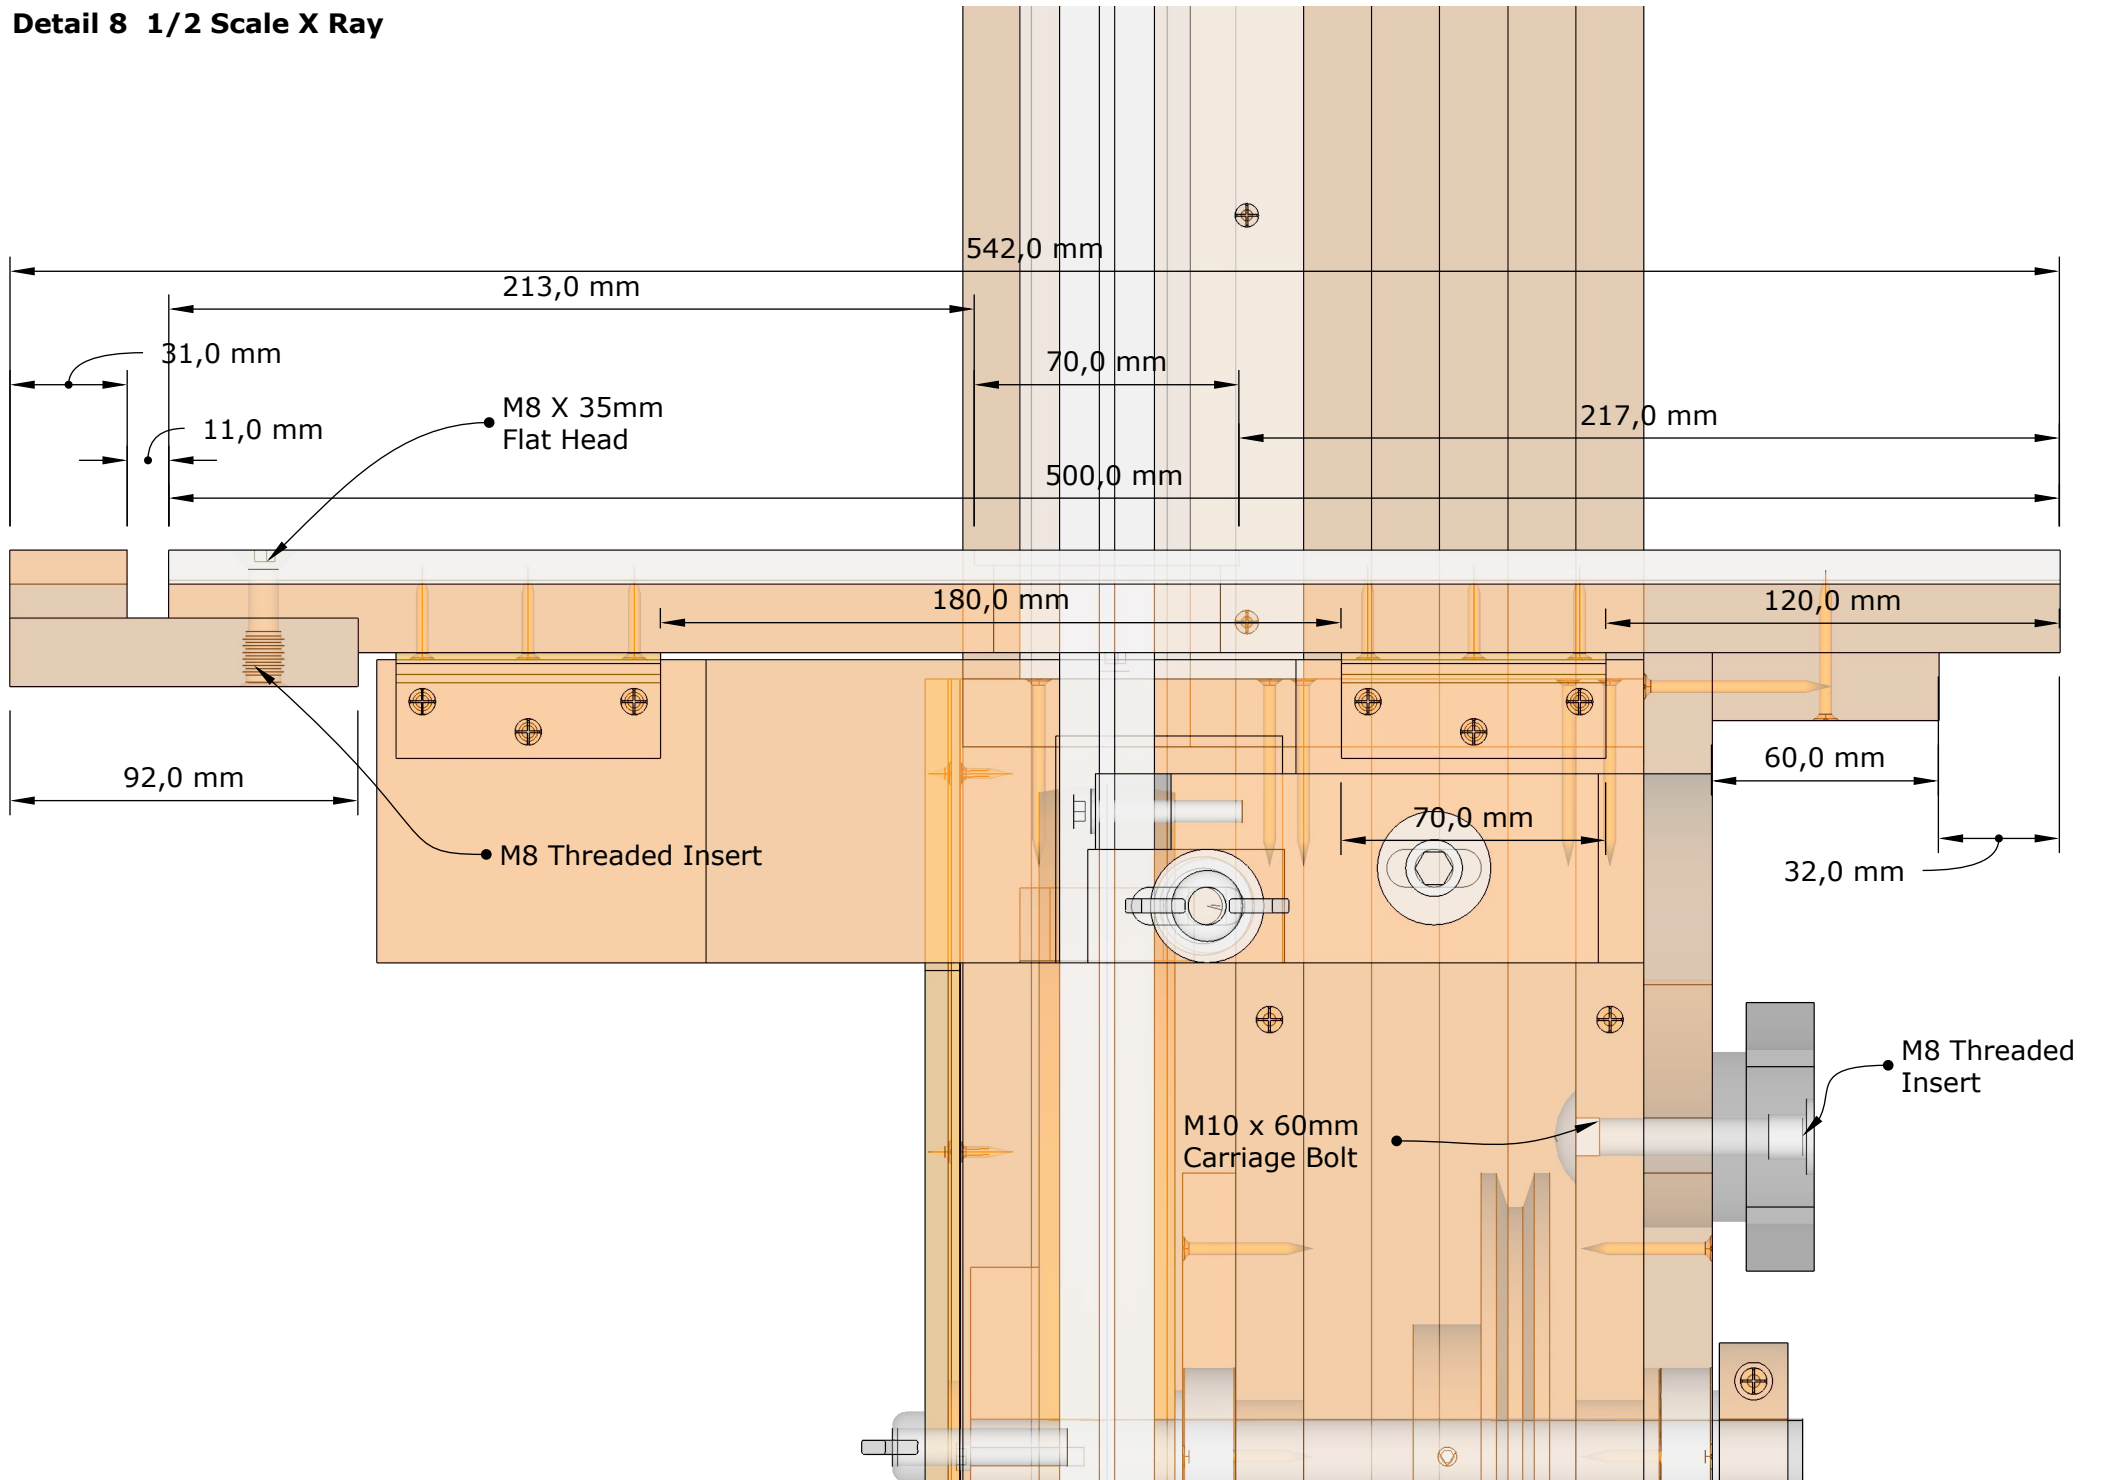 Detail 8  1/2 Scale X Ray
542,0 mm
213,0 mm
31,0 mm
70,0 mm
M8 X 35mm
Flat Head
217,0 mm
11,0 mm
500,0 mm
180,0 mm
120,0 mm
92,0 mm
60,0 mm
70,0 mm
M8 Threaded Insert
32,0 mm
M8 Threaded
Insert
M10 x 60mm
Carriage Bolt